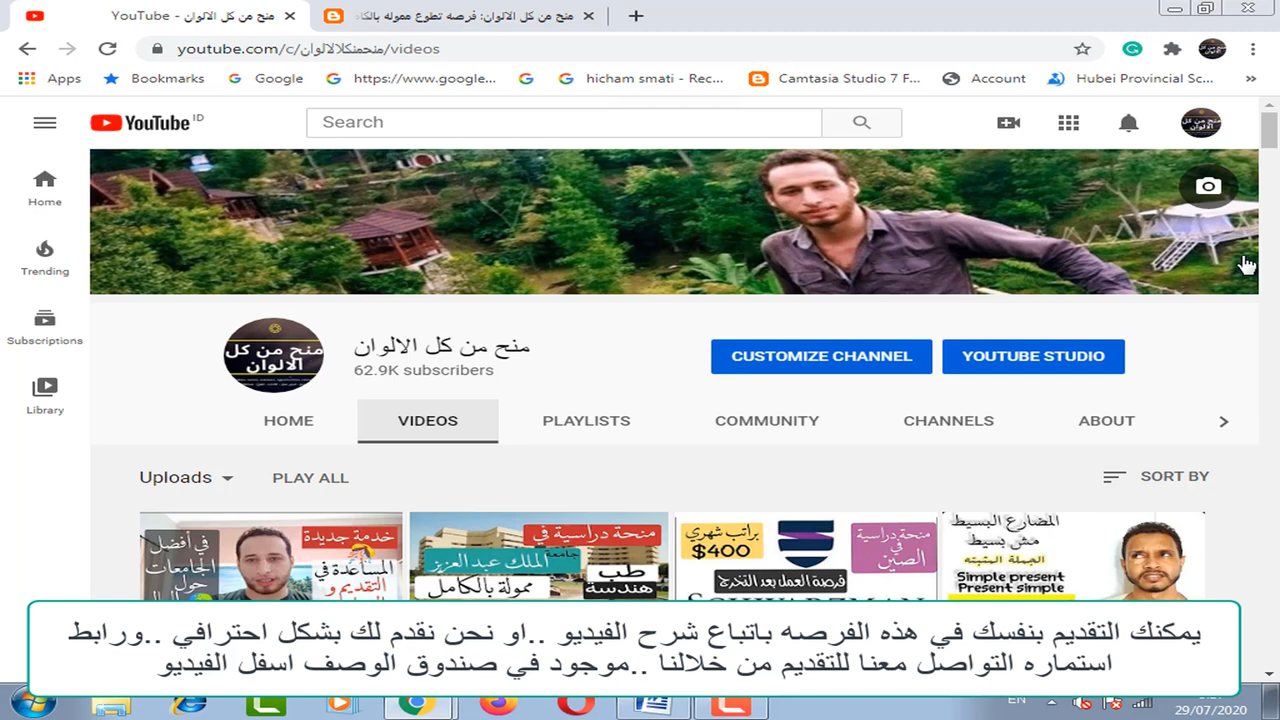 منح من كل الالوان - YouTube
منح من كل الالوان: فرصه تطوع مموله بالكا
youtube.com/c/منحمنكلالالوان/videos
Apps Bookmarks Google https://www.google... hicham smati - Rec... Camtasia Studio 7 F... Account Hubei Provincial Sc... »
YouTube ID
Search
Home
Trending
Subscriptions
Library
منح من كل
الالوان
منح من كل الالوان
62.9K subscribers
CUSTOMIZE CHANNEL
YOUTUBE STUDIO
HOME VIDEOS PLAYLISTS COMMUNITY CHANNELS ABOUT
Uploads PLAY ALL SORT BY
خدمة جديدة
في أفضل
الجامعات
حول
المساعدة في
التقديم و
منحة دراسية في
جامعة
الملك عبد العزيز
طب
هندسة
ممولة بالكامل
براتب شهري
$400
منحة دراسية
في
الصين
فرصة العمل بعد التخرج
المضارع البسيط
مش بسيط
الجملة المثبته
Simple present
Present simple
يمكنك التقديم بنفسك في هذه الفرصه باتباع شرح الفيديو ..او نحن نقدم لك بشكل احترافي ..ورابط
استماره التواصل معنا للتقديم من خلالنا ..موجود في صندوق الوصف اسفل الفيديو
EN
29/07/2020